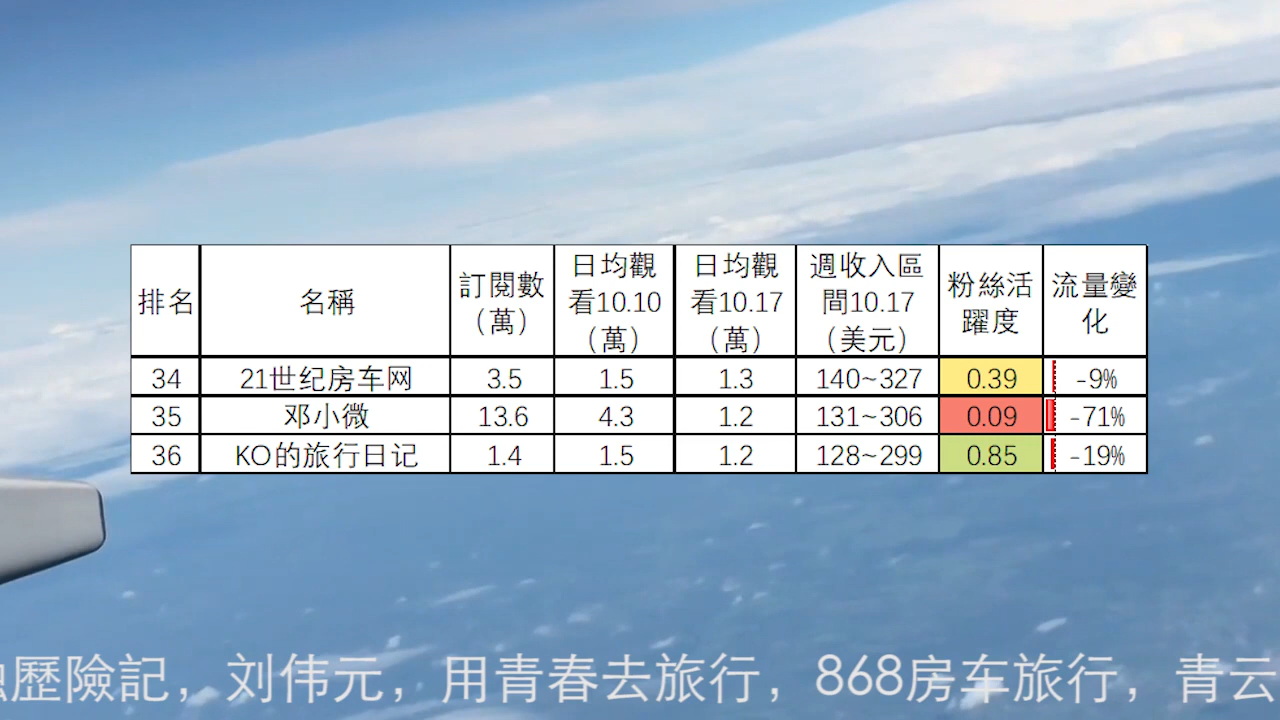 排名 名稱 訂閱數（萬） 日均觀看10.10（萬） 日均觀看10.17（萬） 週收入區間10.17（美元） 粉絲活躍度 流量變化
34 21世纪房车网 3.5 1.5 1.3 140~327 0.39 -9%
35 邓小微 13.6 4.3 1.2 131~306 0.09 -71%
36 KO的旅行日记 1.4 1.5 1.2 128~299 0.85 -19%
歷險記，刘伟元，用青春去旅行，868房车旅行，青云